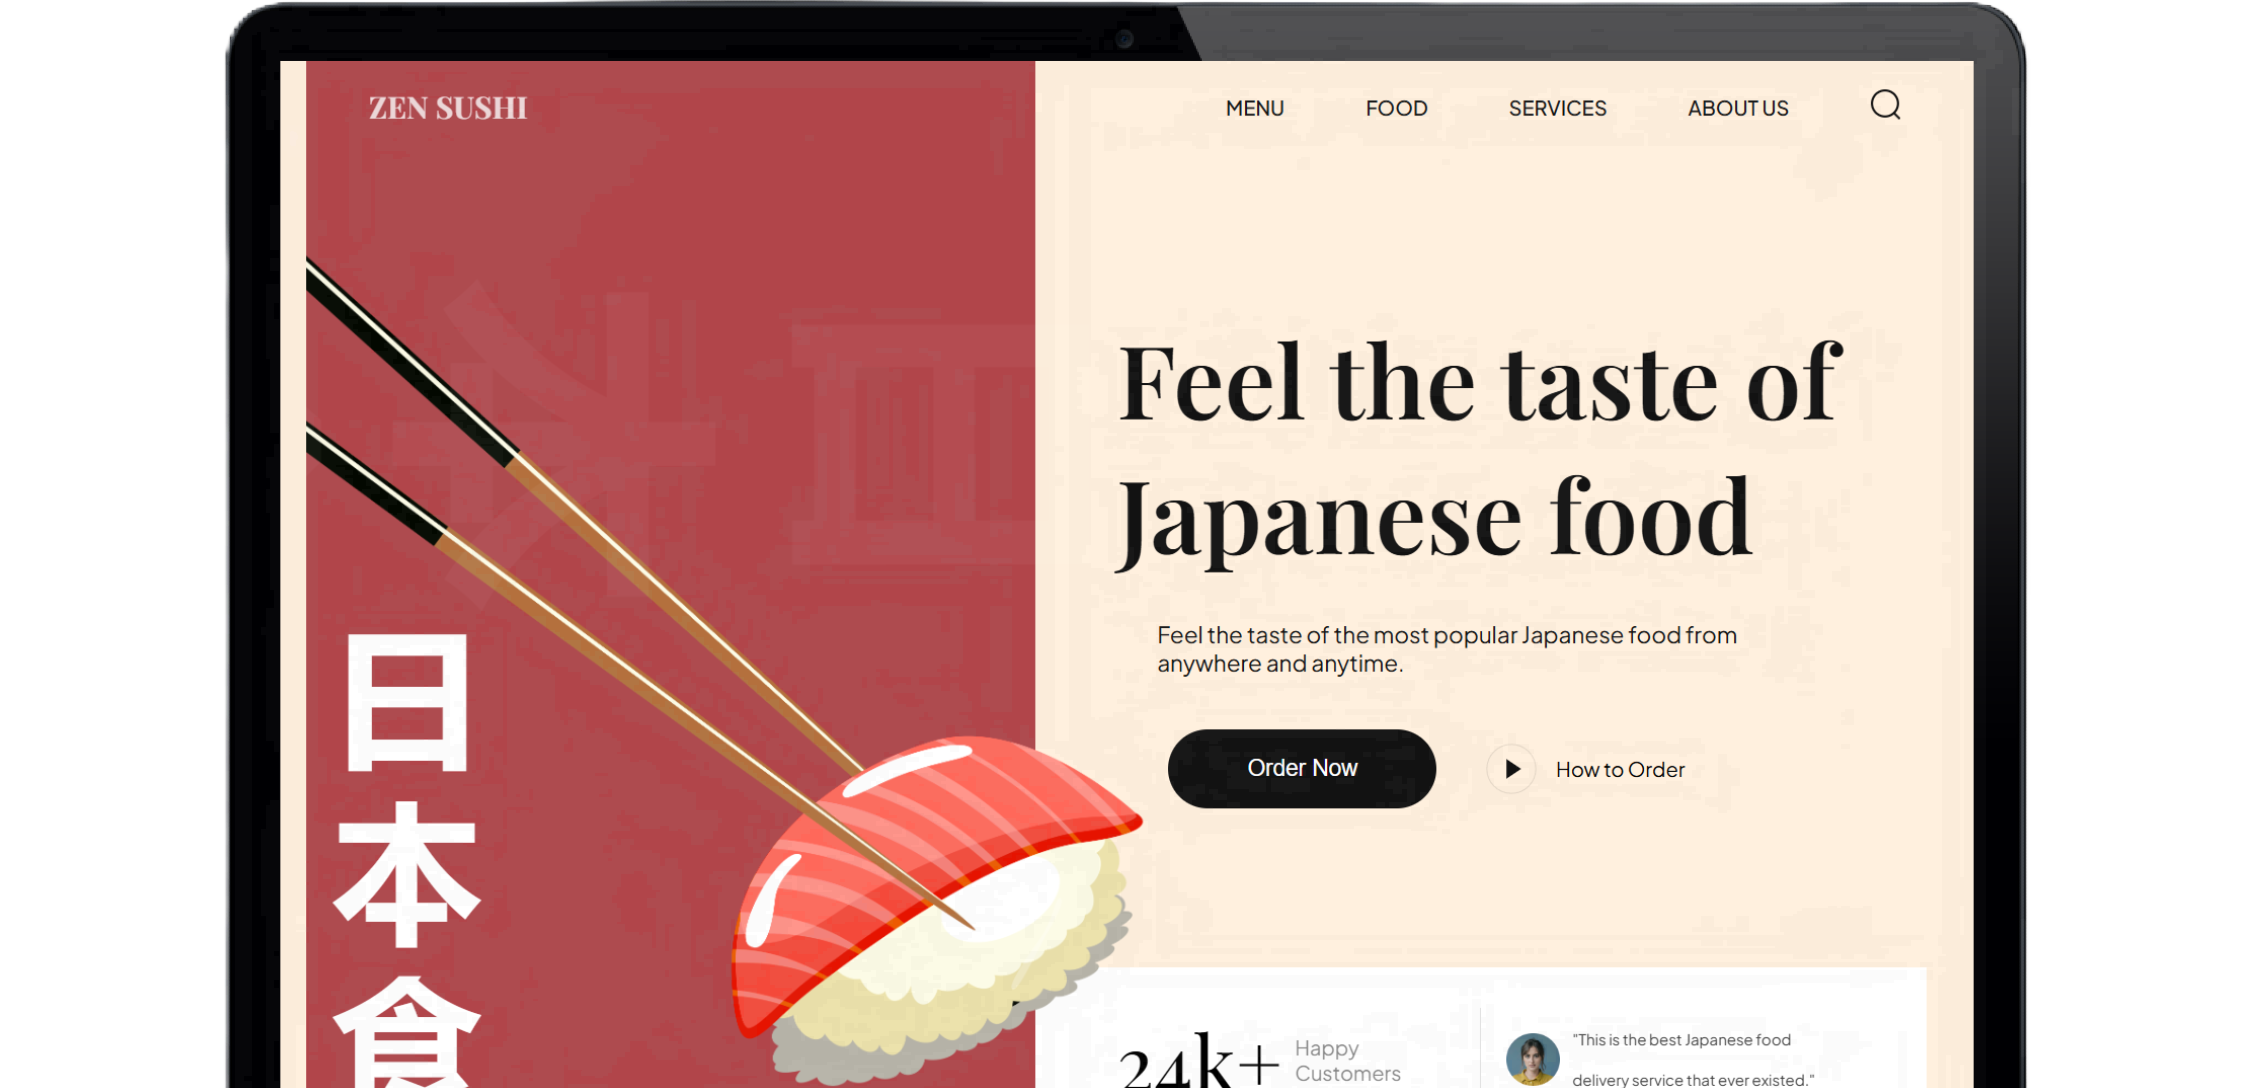 ZEN SUSHI
MENU FOOD SERVICES ABOUT US
Feel the taste of
Japanese food
Feel the taste of the most popular Japanese food from
anywhere and anytime.
Order Now
How to Order
日
本
食
24k+
Happy
Customers
"This is the best Japanese food
delivery service that ever existed."